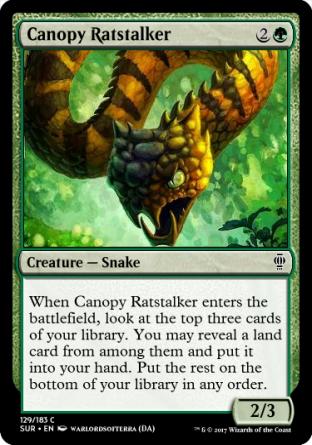 Canopy Ratstalker 2
Creature — Snake
When Canopy Ratstalker enters the
battlefield, look at the top three cards
of your library. You may reveal a land
card from among them and put it
into your hand. Put the rest on the
bottom of your library in any order.
2/3
129/183 C
SUR • EN WARLORDSOFTERRA (DA)
™ & © 2017 Wizards of the Coast